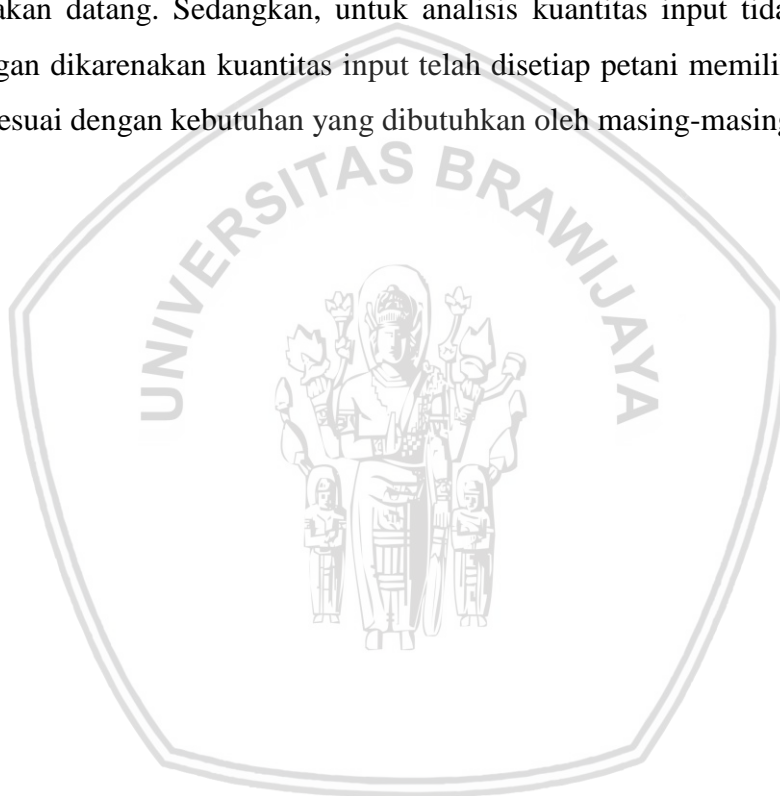 akan datang. Sedangkan, untuk analisis kuantitas input tida
gan dikarenakan kuantitas input telah disetiap petani memili
esuai dengan kebutuhan yang dibutuhkan oleh masing-masing
UNIVERSITAS BRAWIJAYA